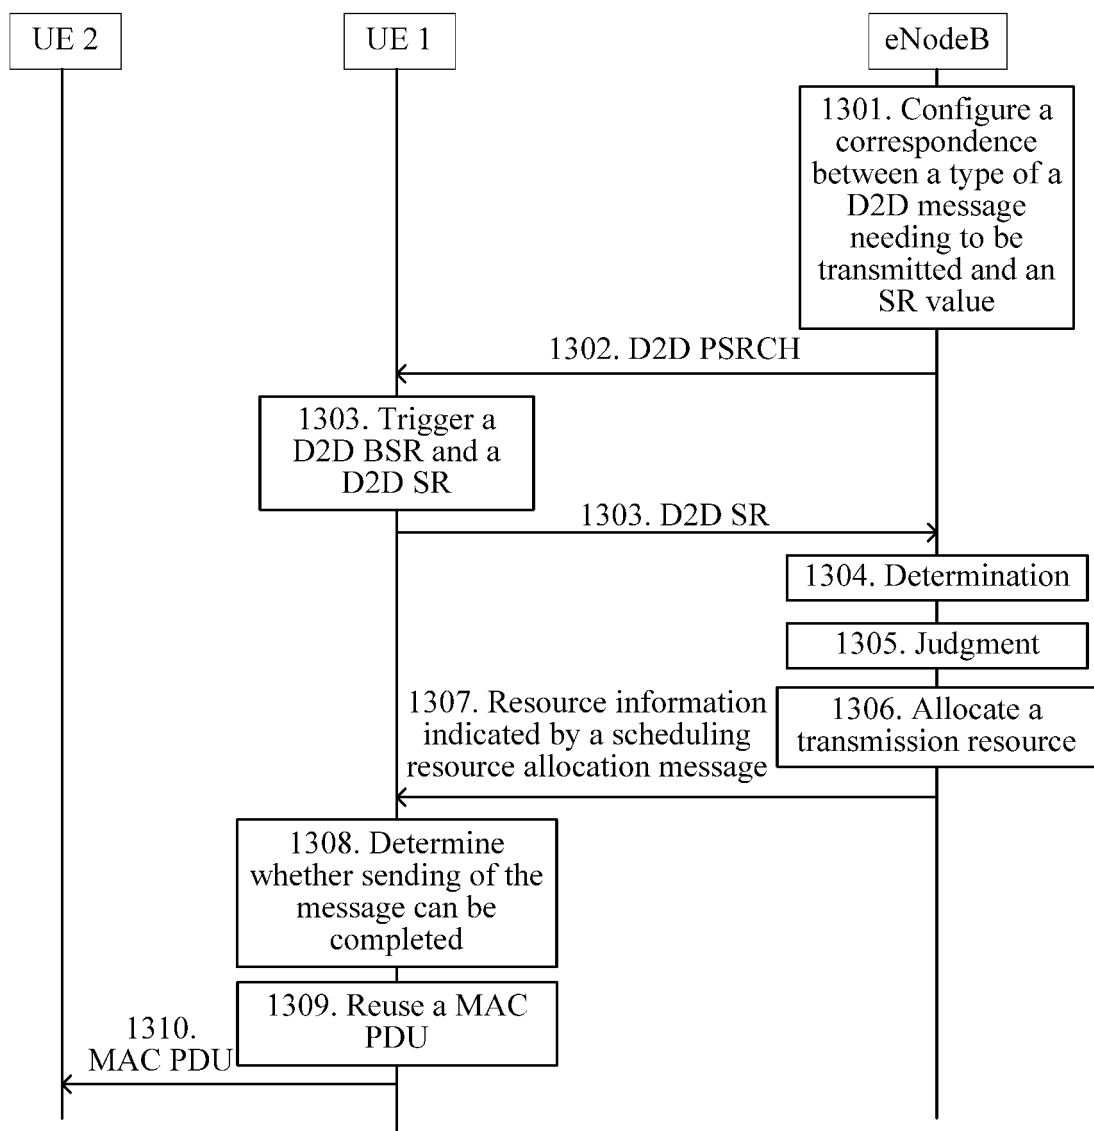 UE 2
UE 1
eNodeB
1301. Configure a
correspondence
between a type of a
D2D message
needing to be
transmitted and an
SR value
1302. D2D PSRCH
1303. Trigger a
D2D BSR and a
D2D SR
1303. D2D SR
1304. Determination
1305. Judgment
1306. Allocate a
transmission resource
1307. Resource information
indicated by a scheduling
resource allocation message
1308. Determine
whether sending of the
message can be
completed
1309. Reuse a MAC
PDU
1310.
MAC PDU